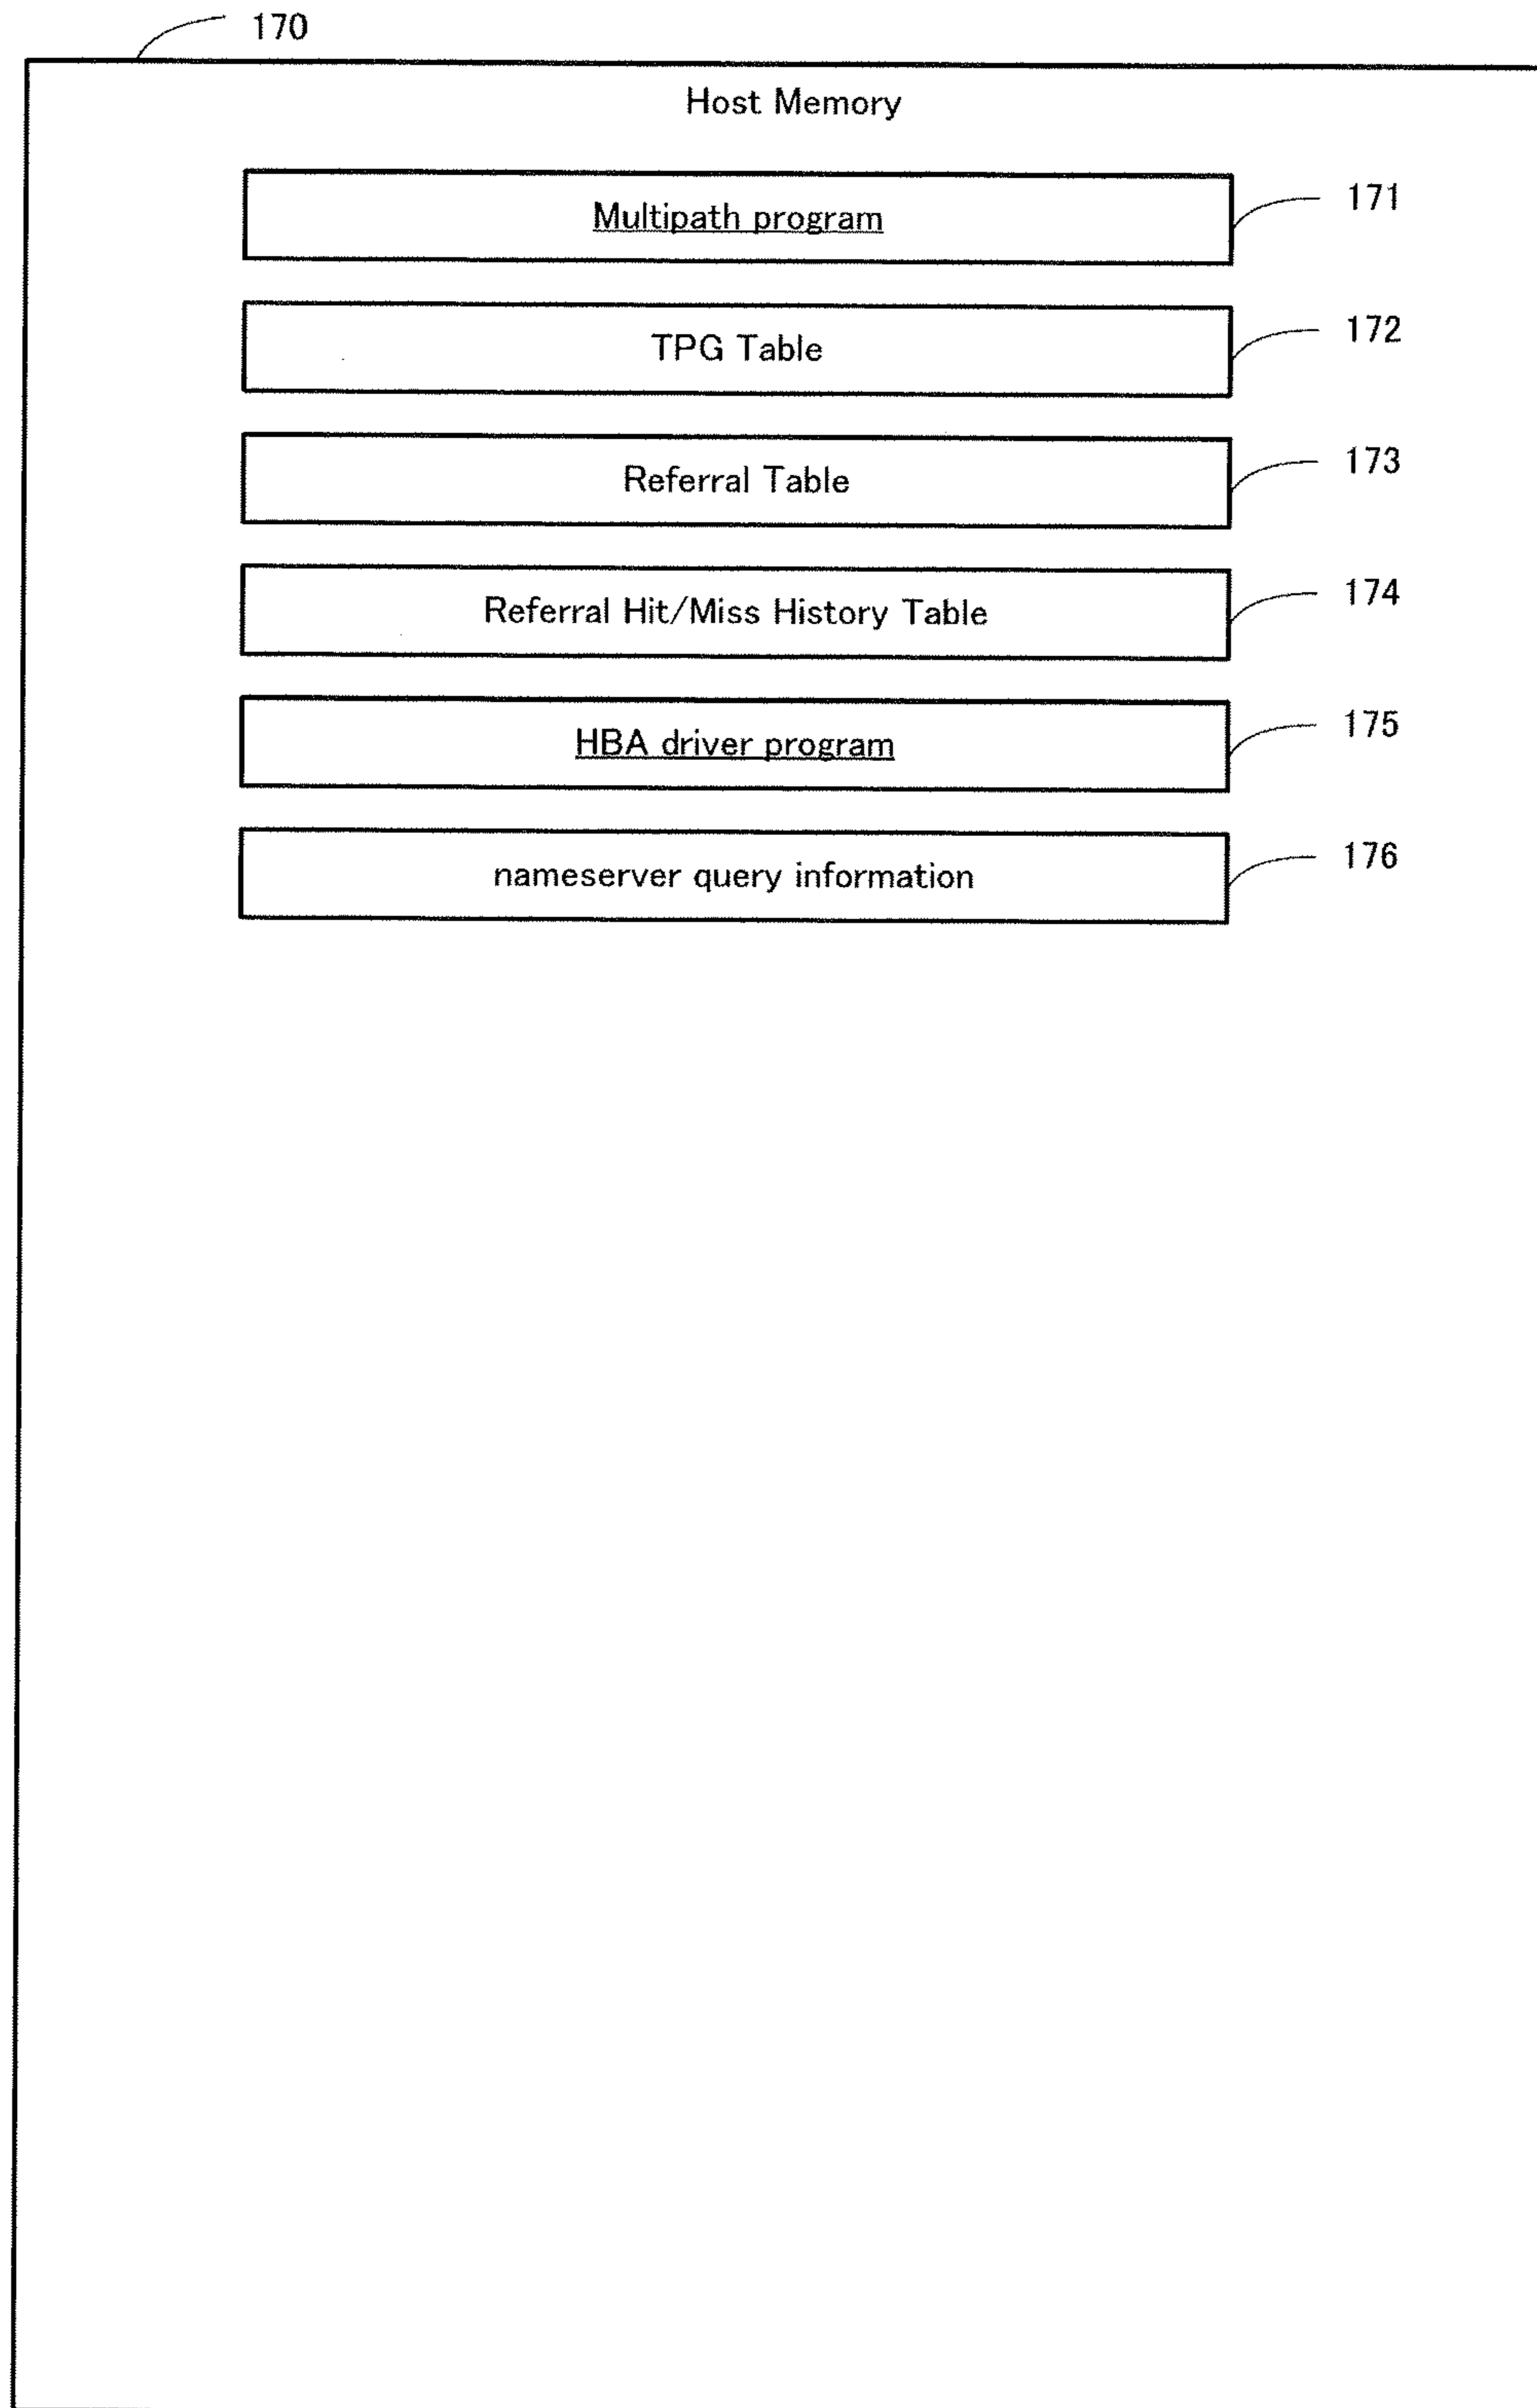 170
Host Memory
Multipath program
171
TPG Table
172
Referral Table
173
Referral Hit/Miss History Table
174
HBA driver program
175
nameserver query information
176